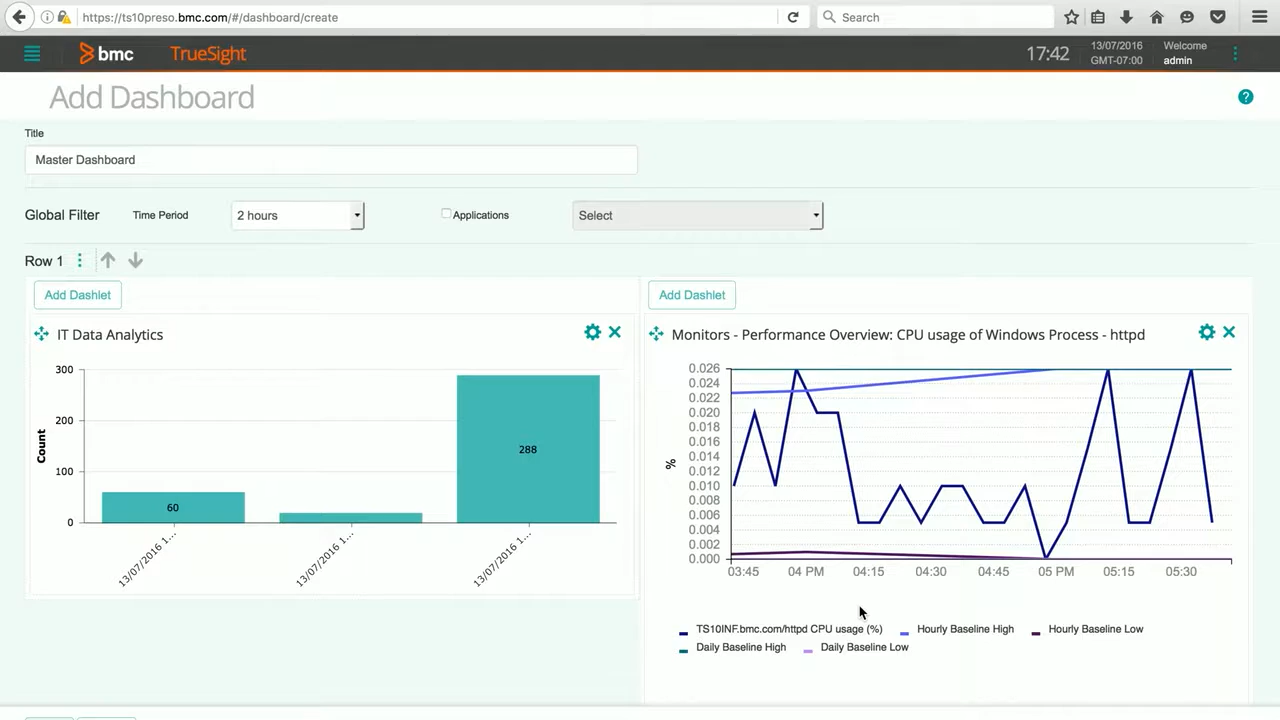 https://ts10preso.bmc.com/#/dashboard/create
Search
bmc TrueSight
17:42
13/07/2016
GMT-07:00
Welcome
admin
Add Dashboard
?
Title
Master Dashboard
Global Filter
Time Period
2 hours
Applications
Select
Row 1
Add Dashlet
IT Data Analytics
Count
300
200
100
0
60
288
13/07/2016 1...
13/07/2016 1...
13/07/2016 1...
Add Dashlet
Monitors - Performance Overview: CPU usage of Windows Process - httpd
%
0.026
0.024
0.022
0.020
0.018
0.016
0.014
0.012
0.010
0.008
0.006
0.004
0.002
0.000
03:45 04 PM 04:15 04:30 04:45 05 PM 05:15 05:30
TS10INF.bmc.com/httpd CPU usage (%) Hourly Baseline High Hourly Baseline Low
Daily Baseline High Daily Baseline Low